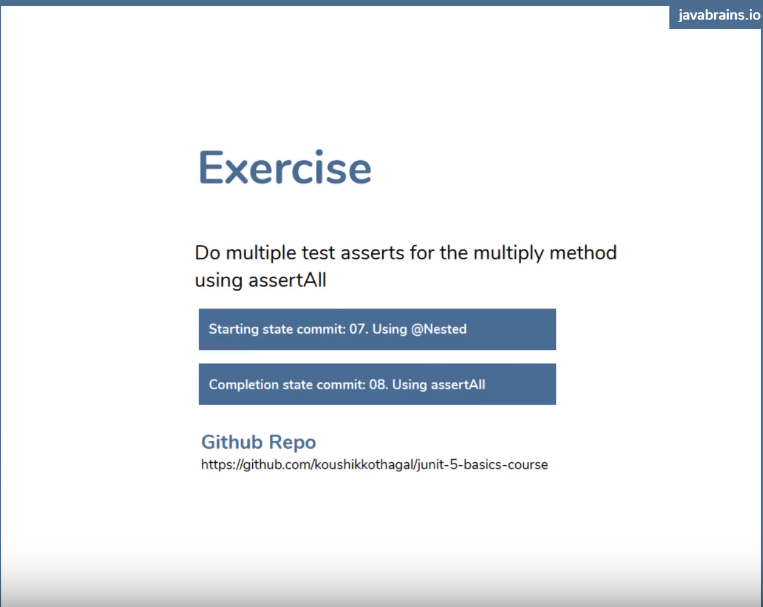 javabrains.io
Exercise
Do multiple test asserts for the multiply method
using assertAll
Starting state commit: 07. Using @Nested
Completion state commit: 08. Using assertAll
Github Repo
https://github.com/koushikkothagal/junit-5-basics-course